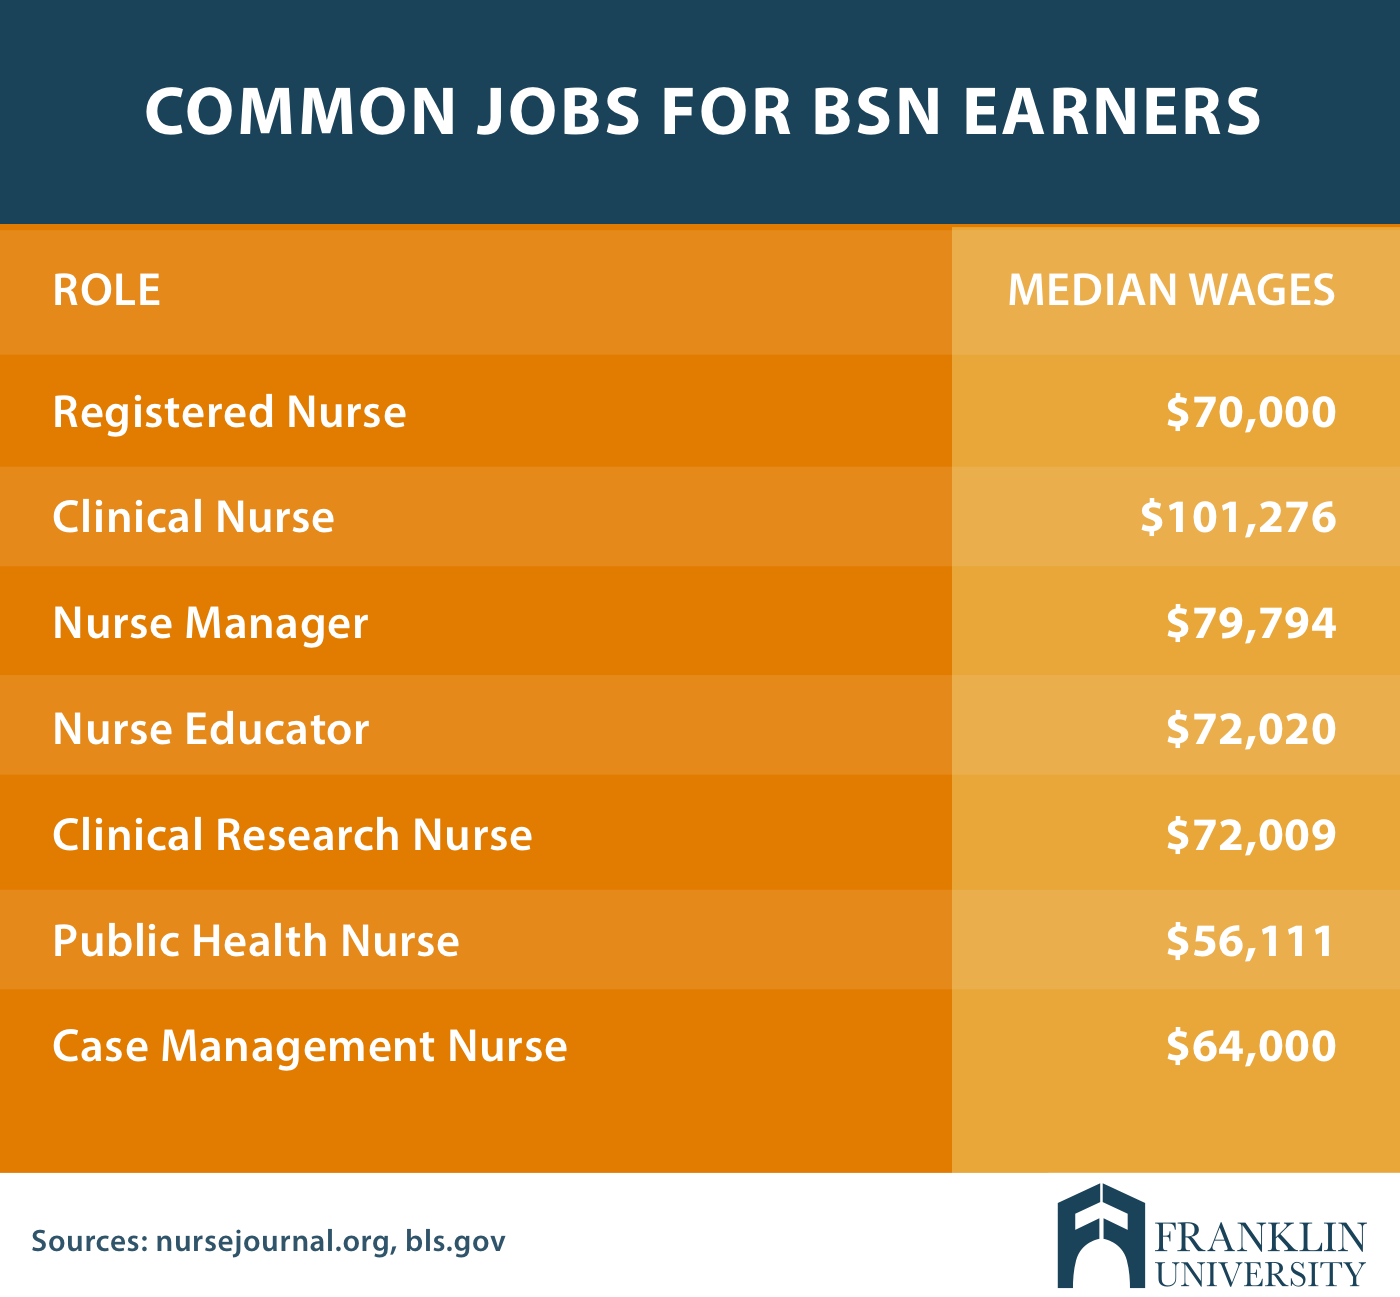 COMMON JOBS FOR BSN EARNERS
ROLE MEDIAN WAGES
Registered Nurse $70,000
Clinical Nurse $101,276
Nurse Manager $79,794
Nurse Educator $72,020
Clinical Research Nurse $72,009
Public Health Nurse $56,111
Case Management Nurse $64,000
Sources: nursejournal.org, bls.gov
FRANKLIN
UNIVERSITY